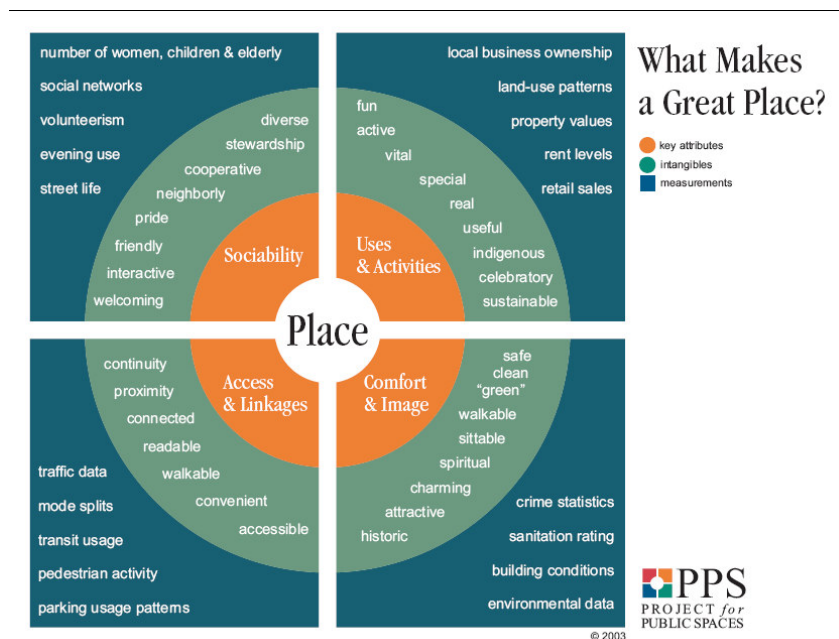 What Makes
a Great Place?
key attributes
intangibles
measurements
number of women, children & elderly
social networks
volunteerism
evening use
street life
diverse
stewardship
cooperative
neighborly
pride
friendly
interactive
welcoming
Sociability
local business ownership
land-use patterns
property values
rent levels
retail sales
fun
active
vital
special
real
useful
indigenous
celebratory
sustainable
Uses
& Activities
Place
continuity
proximity
connected
readable
walkable
convenient
accessible
Access
& Linkages
traffic data
mode splits
transit usage
pedestrian activity
parking usage patterns
Comfort
& Image
safe
clean
“green”
walkable
sittable
spiritual
charming
attractive
historic
crime statistics
sanitation rating
building conditions
environmental data
PPS
PROJECT for
PUBLIC SPACES
© 2003